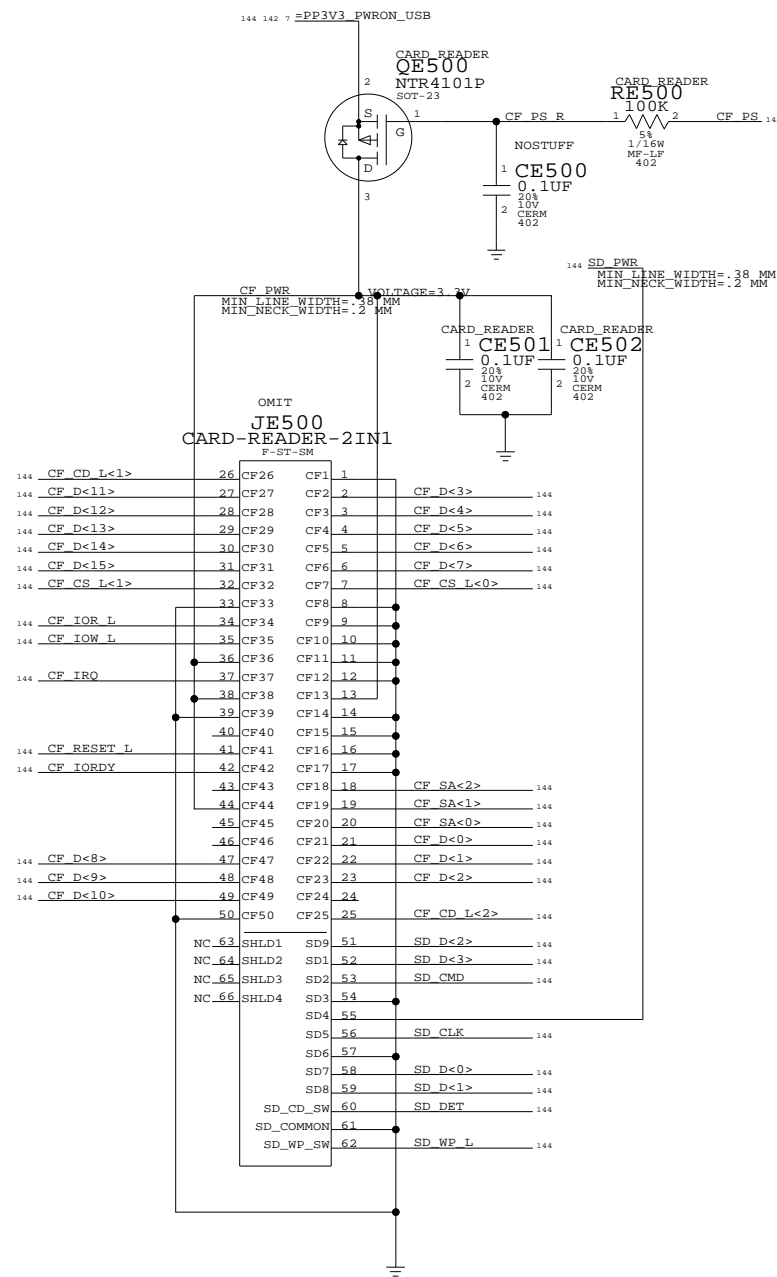 144 142 7 =PP3V3_PWRON_USB
CARD_READER
QE500
NTR4101P
SOT-23
2
S
G
D
1
3
CF_PS_R
CARD_READER
RE500
100K
1 2
5%
1/16W
MF-LF
402
CF_PS 14
NOSTUFF
1
CE500
0.1UF
20%
10V
CERM
402
2
144 SD_PWR
MIN_LINE_WIDTH=.38 MM
MIN_NECK_WIDTH=.2 MM
CF_PWR
VOLTAGE=3.3V
MIN_LINE_WIDTH=.38 MM
MIN_NECK_WIDTH=.2 MM
CARD_READER
1
CE501
0.1UF
20%
10V
CERM
402
2
CARD_READER
1
CE502
0.1UF
20%
10V
CERM
402
2
OMIT
JE500
CARD-READER-2IN1
F-ST-SM
144 CF_CD_L<1> 26 CF26 CF1 1
144 CF_D<11> 27 CF27 CF2 2 CF_D<3> 144
144 CF_D<12> 28 CF28 CF3 3 CF_D<4> 144
144 CF_D<13> 29 CF29 CF4 4 CF_D<5> 144
144 CF_D<14> 30 CF30 CF5 5 CF_D<6> 144
144 CF_D<15> 31 CF31 CF6 6 CF_D<7> 144
144 CF_CS_L<1> 32 CF32 CF7 7 CF_CS_L<0> 144
33 CF33 CF8 8
144 CF_IOR_L 34 CF34 CF9 9
144 CF_IOW_L 35 CF35 CF10 10
36 CF36 CF11 11
144 CF_IRQ 37 CF37 CF12 12
38 CF38 CF13 13
39 CF39 CF14 14
40 CF40 CF15 15
144 CF_RESET_L 41 CF41 CF16 16
144 CF_IORDY 42 CF42 CF17 17
43 CF43 CF18 18 CF_SA<2> 144
44 CF44 CF19 19 CF_SA<1> 144
45 CF45 CF20 20 CF_SA<0> 144
46 CF46 CF21 21 CF_D<0> 144
144 CF_D<8> 47 CF47 CF22 22 CF_D<1> 144
144 CF_D<9> 48 CF48 CF23 23 CF_D<2> 144
144 CF_D<10> 49 CF49 CF24 24
50 CF50 CF25 25 CF_CD_L<2> 144
NC 63 SHLD1 SD9 51 SD_D<2> 144
NC 64 SHLD2 SD1 52 SD_D<3> 144
NC 65 SHLD3 SD2 53 SD_CMD 144
NC 66 SHLD4 SD3 54
SD4 55
SD5 56 SD_CLK 144
SD6 57
SD7 58 SD_D<0> 144
SD8 59 SD_D<1> 144
SD_CD_SW 60 SD_DET 144
SD_COMMON 61
SD_WP_SW 62 SD_WP_L 144